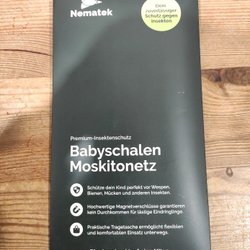 Nematek
Dein
zuverlässiger
Schutz gegen
Insekten
Premium-Insektenschutz
Babyschalen
Moskitonetz
Schütze dein Kind perfekt vor Wespen,
Bienen, Mücken und anderen Insekten.
Hochwertige Magnetverschlüsse garantieren
kein Durchkommen für lästige Eindringlinge.
Praktische Tragetasche ermöglicht flexiblen
und komfortablen Einsatz unterwegs.